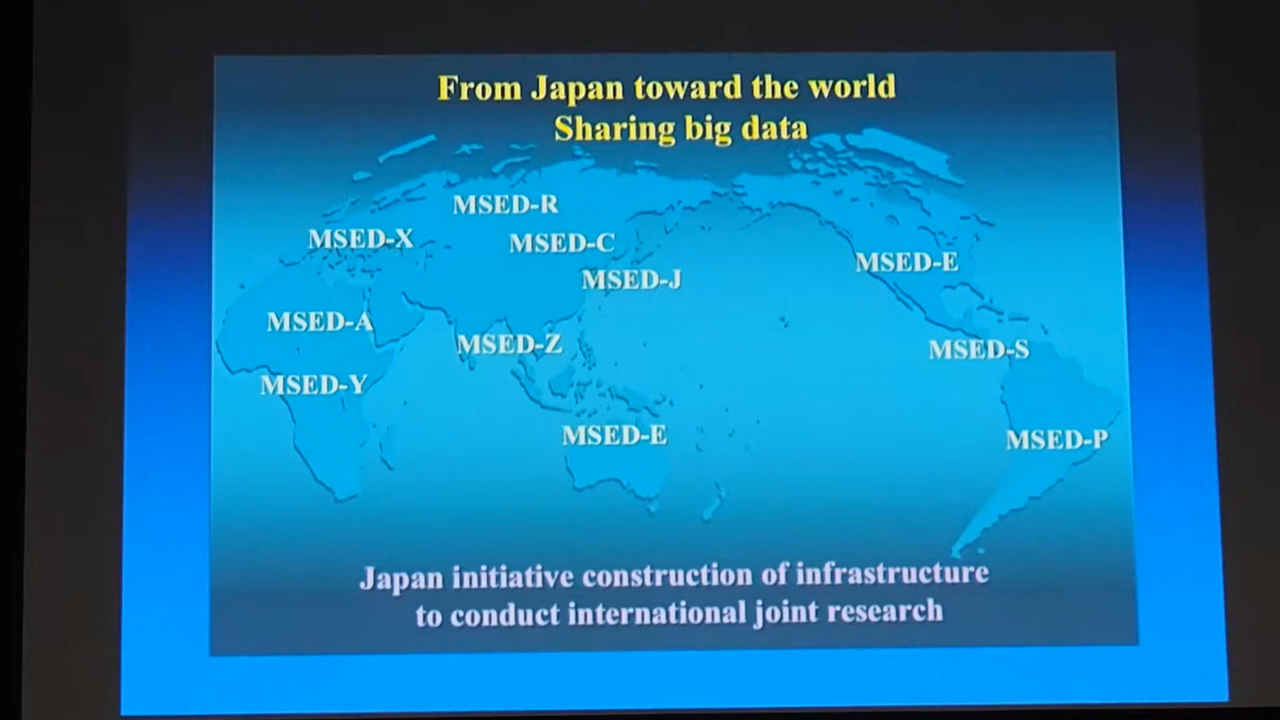 From Japan toward the world
Sharing big data
MSED-R
MSED-X
MSED-C
MSED-E
MSED-J
MSED-A
MSED-Z
MSED-S
MSED-Y
MSED-E
MSED-P
Japan initiative construction of infrastructure
to conduct international joint research